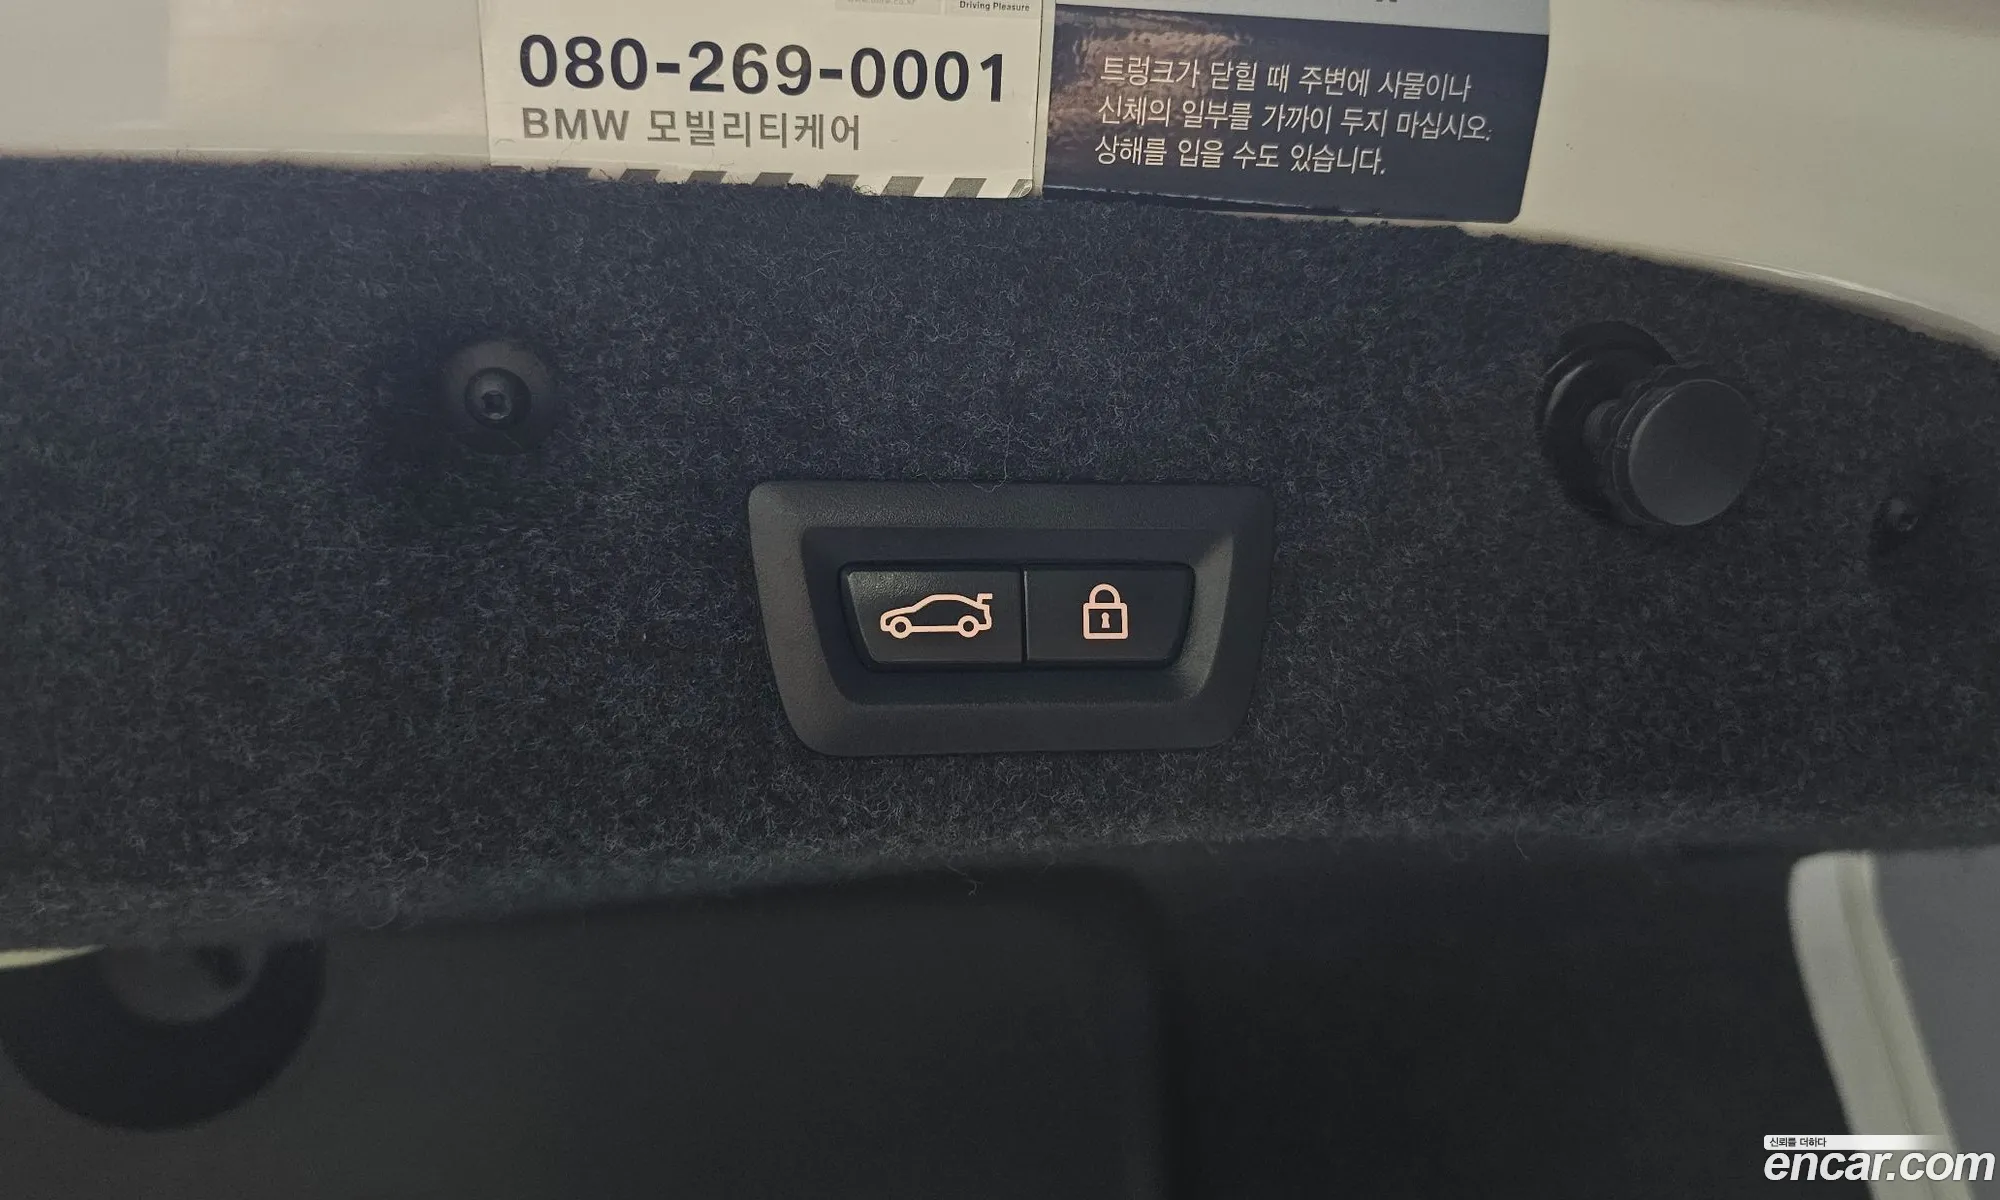 Driving Pleasure
080-269-0001
BMW 모빌리티케어
트렁크가 닫힐 때 주변에 사물이나
신체의 일부를 가까이 두지 마십시오.
상해를 입을 수도 있습니다.
신뢰를 더하다
encar.com